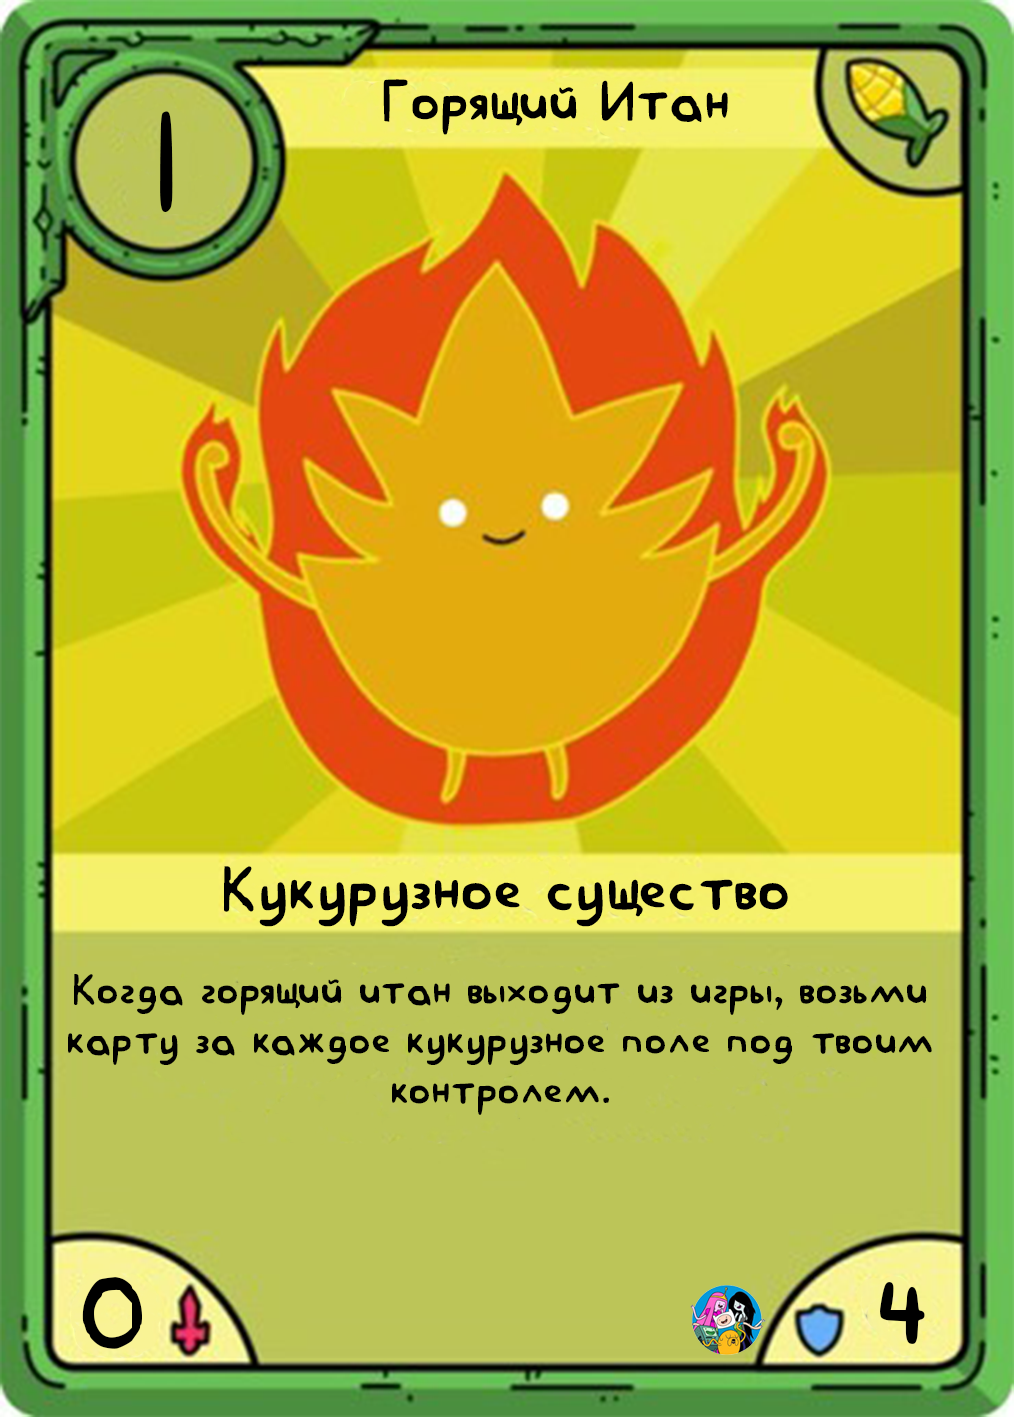 1
Горящий Итан
Кукурузное существо
Когда горящий итан выходит из игры, возьми
карту за каждое кукурузное поле под твоим
контролем.
0
4